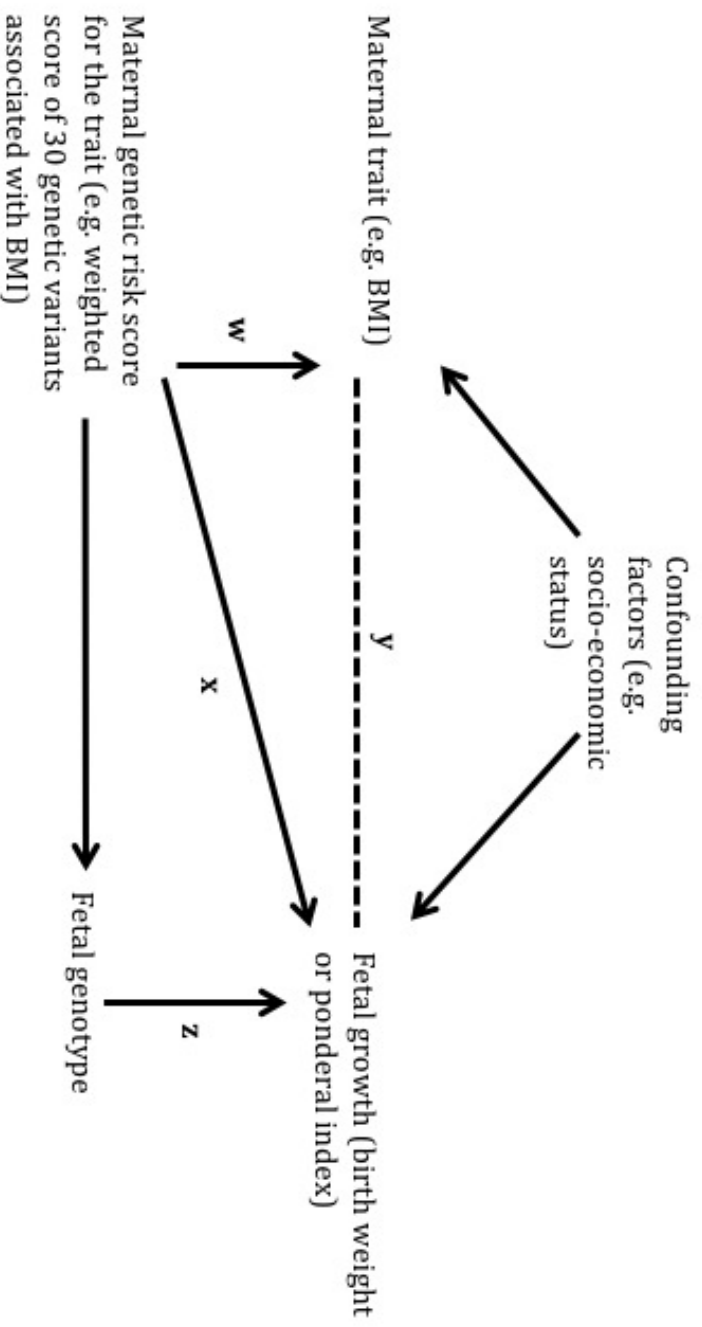 Confounding
factors (e.g.
socio-economic
status)
Maternal trait (e.g. BMI)
y
Fetal growth (birth weight
or ponderal index)
w
x
z
Maternal genetic risk score
for the trait (e.g. weighted
score of 30 genetic variants
associated with BMI)
Fetal genotype